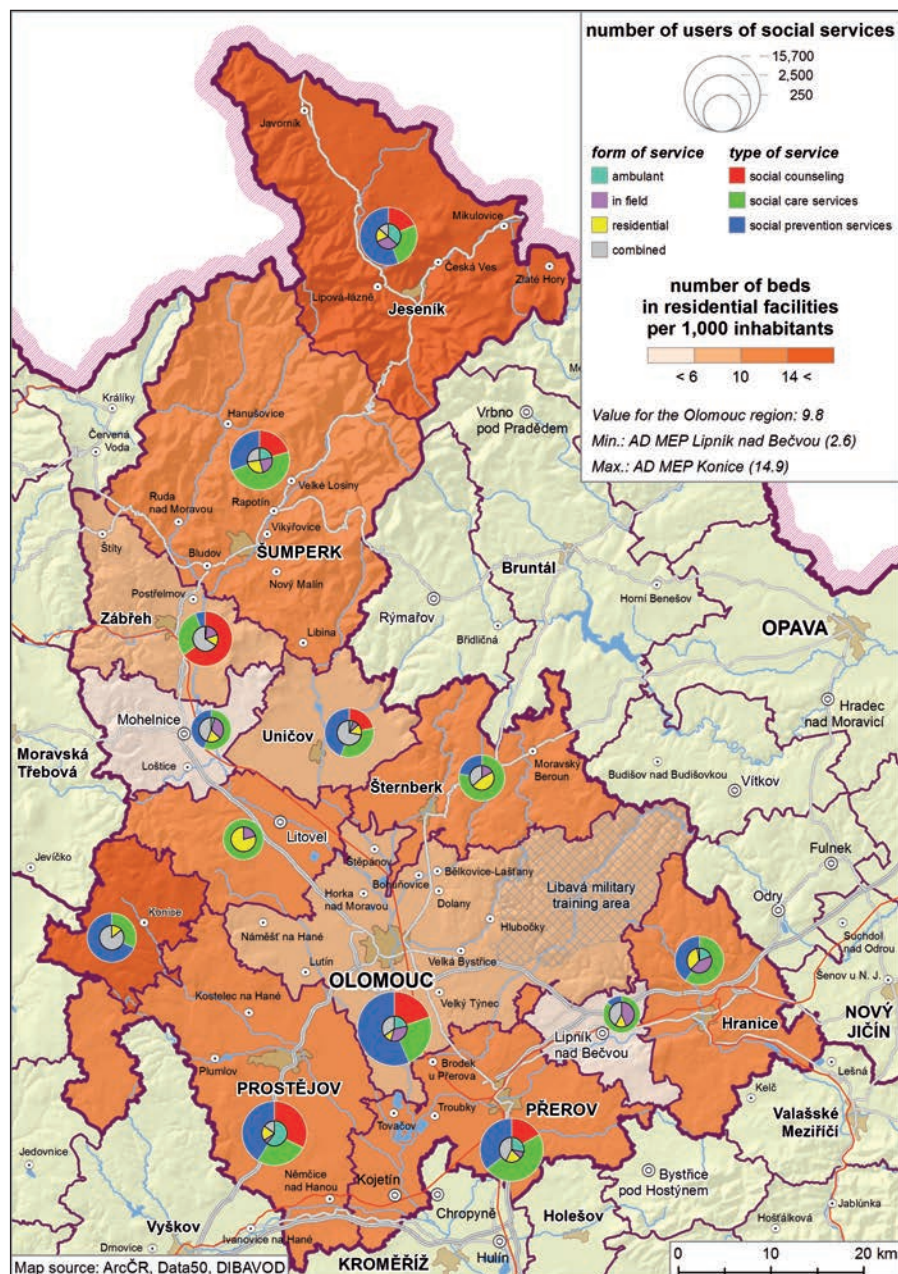 number of users of social services
15,700
2,500
250
form of service
ambulant
in field
residential
combined
type of service
social counseling
social care services
social prevention services
number of beds
in residential facilities
per 1,000 inhabitants
< 6 10 14 <
Value for the Olomouc region: 9.8
Min.: AD MEP Lipník nad Bečvou (2.6)
Max.: AD MEP Konice (14.9)
Javorník
Mikulovice
Česká Ves
Zlaté Hory
Lipová-lázně
Jeseník
Králíky
Červená
Voda
Hanušovice
Vrbno
pod Pradědem
Velké Losiny
Ruda
nad Moravou
Rapotín
Vikýřovice
Štíty
Bludov
ŠUMPERK
Nový Malín
Bruntál
Postřelmov
Horní Benešov
Rýmařov
Zábřeh
Libina
Břidličná
OPAVA
Hradec
nad Moravicí
Mohelnice
Uničov
Moravská
Třebová
Loštice
Moravský
Beroun
Budišov nad Budišovkou
Šternberk
Vítkov
Litovel
Jevíčko
Štěpánov
Bohuňovice
Bělkovice-Lašťany
Fulnek
Horka
nad Moravou
Dolany
Libavá military
training area
Odry
Konice
Náměšť na Hané
Hlubočky
Suchdol
nad Odrou
Lutín
Velká Bystřice
Šenov u N. J.
OLOMOUC
Kostelec na Hané
Velký Týnec
NOVÝ
JIČÍN
Hranice
Lipník
nad Bečvou
Plumlov
Brodek
u Přerova
Lešná
PROSTĚJOV
Kelč
Troubky
PŘEROV
Tovačov
Valašské
Meziříčí
Jedovnice
Němčice
nad Hanou
Kojetín
Bystřice
pod Hostýnem
Chropyně
Holešov
Jablůnka
Vyškov
Ivanovice na Hané
Hošťálková
Drnovice
Hulín
KROMĚŘÍŽ
0 10 20 km
Map source: ArcČR, Data50, DIBAVOD